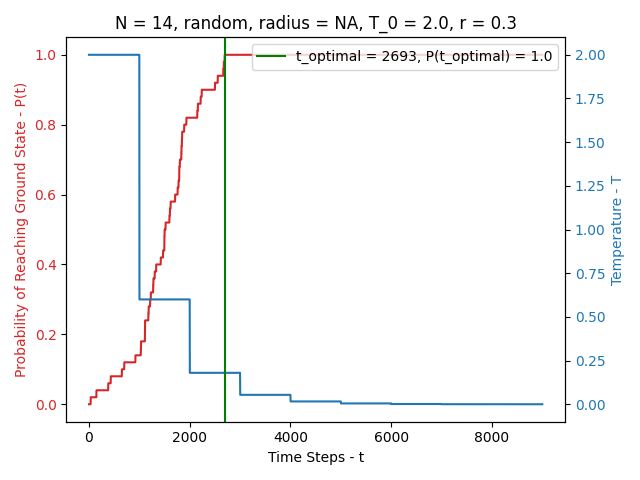 N = 14, random, radius = NA, T_0 = 2.0, r = 0.3
t_optimal = 2693, P(t_optimal) = 1.0
Probability of Reaching Ground State - P(t)
1.0
0.8
0.6
0.4
0.2
0.0
2.00
1.75
1.50
1.25
1.00
0.75
0.50
0.25
0.00
Temperature - T
0 2000 4000 6000 8000
Time Steps - t